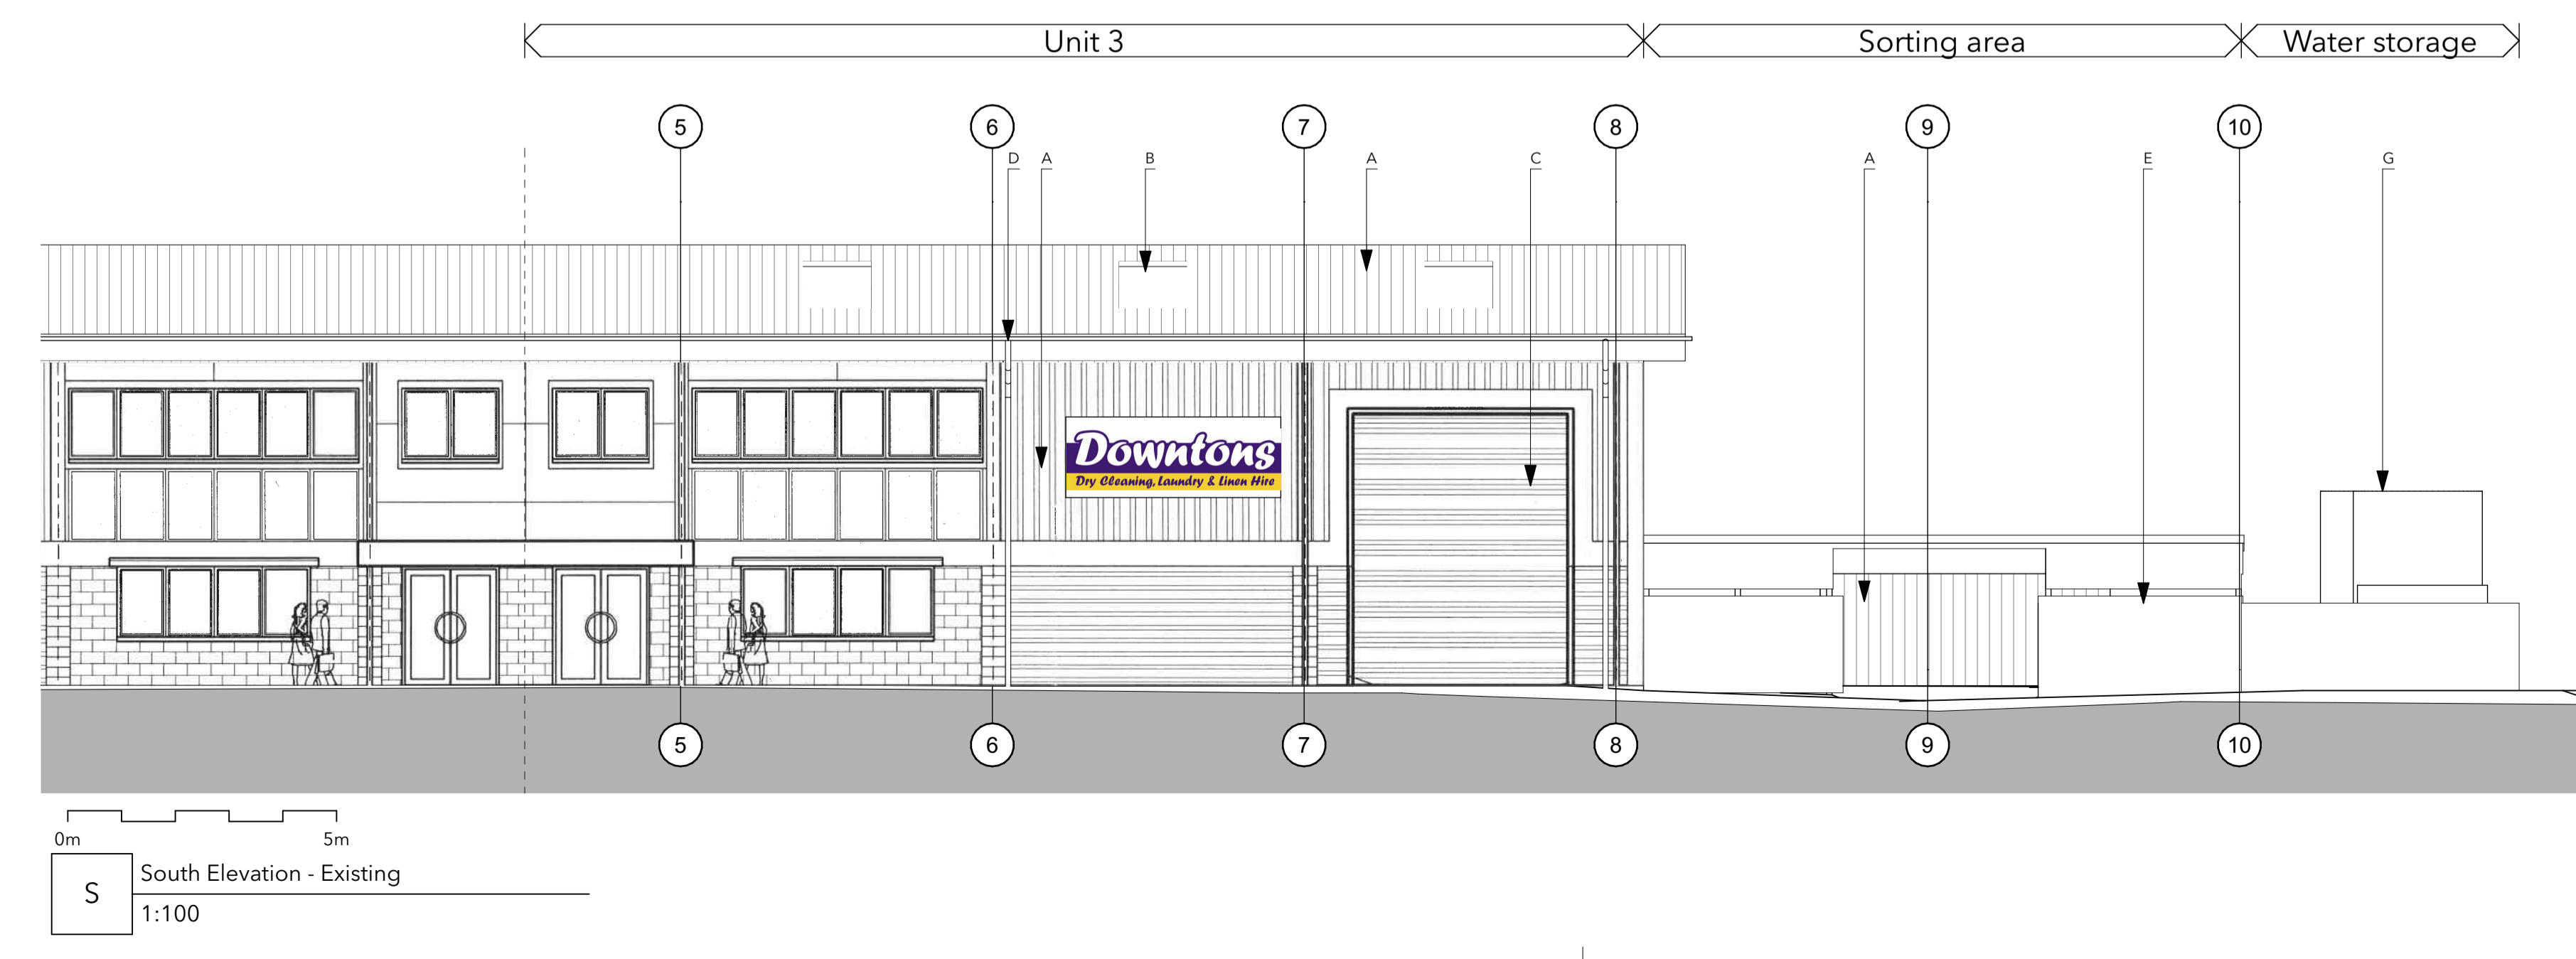 Unit 3 Sorting area Water storage
5 6 7 8 9 10
D A B A C A E G
Downtons
Dry Cleaning, Laundry & Linen Hire
5 6 7 8 9 10
0m 5m
S
South Elevation - Existing
1:100